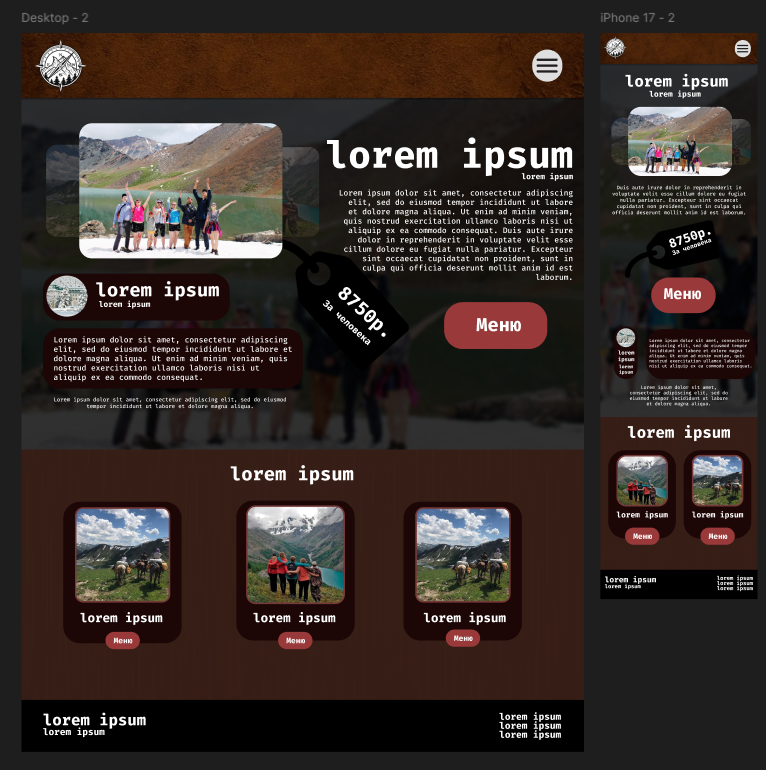 Desktop - 2
lorem ipsum
lorem ipsum
Lorem ipsum dolor sit amet, consectetur adipiscing
elit, sed do eiusmod tempor incididunt ut labore
et dolore magna aliqua. Ut enim ad minim veniam,
quis nostrud exercitation ullamco laboris nisi ut
aliquip ex ea commodo consequat. Duis aute irure
dolor in reprehenderit in voluptate velit esse
cillum dolore eu fugiat nulla pariatur. Excepteur
sint occaecat cupidatat non proident, sunt in
culpa qui officia deserunt mollit anim id est
laborum.
8750р.
За человека
Меню
lorem ipsum
lorem ipsum
Lorem ipsum dolor sit amet, consectetur adipiscing
elit, sed do eiusmod tempor incididunt ut labore et
dolore magna aliqua. Ut enim ad minim veniam, quis
nostrud exercitation ullamco laboris nisi ut
aliquip ex ea commodo consequat.
Lorem ipsum dolor sit amet, consectetur adipiscing elit, sed do eiusmod
tempor incididunt ut labore et dolore magna aliqua.
lorem ipsum
lorem ipsum
Меню
lorem ipsum
Меню
lorem ipsum
Меню
lorem ipsum
lorem ipsum
lorem ipsum
lorem ipsum
lorem ipsum
iPhone 17 - 2
lorem ipsum
lorem ipsum
Duis aute irure dolor in reprehenderit in
voluptate velit esse cillum dolore eu fugiat
nulla pariatur. Excepteur sint occaecat
cupidatat non proident, sunt in culpa qui
officia deserunt mollit anim id est laborum.
8750р.
За человека
Меню
lorem
ipsum
lorem
ipsum
Lorem ipsum dolor sit amet, consectetur
adipiscing elit, sed do eiusmod tempor
incididunt ut labore et dolore magna
aliqua. Ut enim ad minim veniam, quis
nostrud exercitation ullamco laboris
nisi ut aliquip ex ea commodo consequat.
Lorem ipsum dolor sit amet,
consectetur adipiscing elit, sed do
eiusmod tempor incididunt ut labore
et dolore magna aliqua.
lorem ipsum
lorem ipsum
Меню
lorem ipsum
Меню
lorem ipsum
lorem ipsum
lorem ipsum
lorem ipsum
lorem ipsum